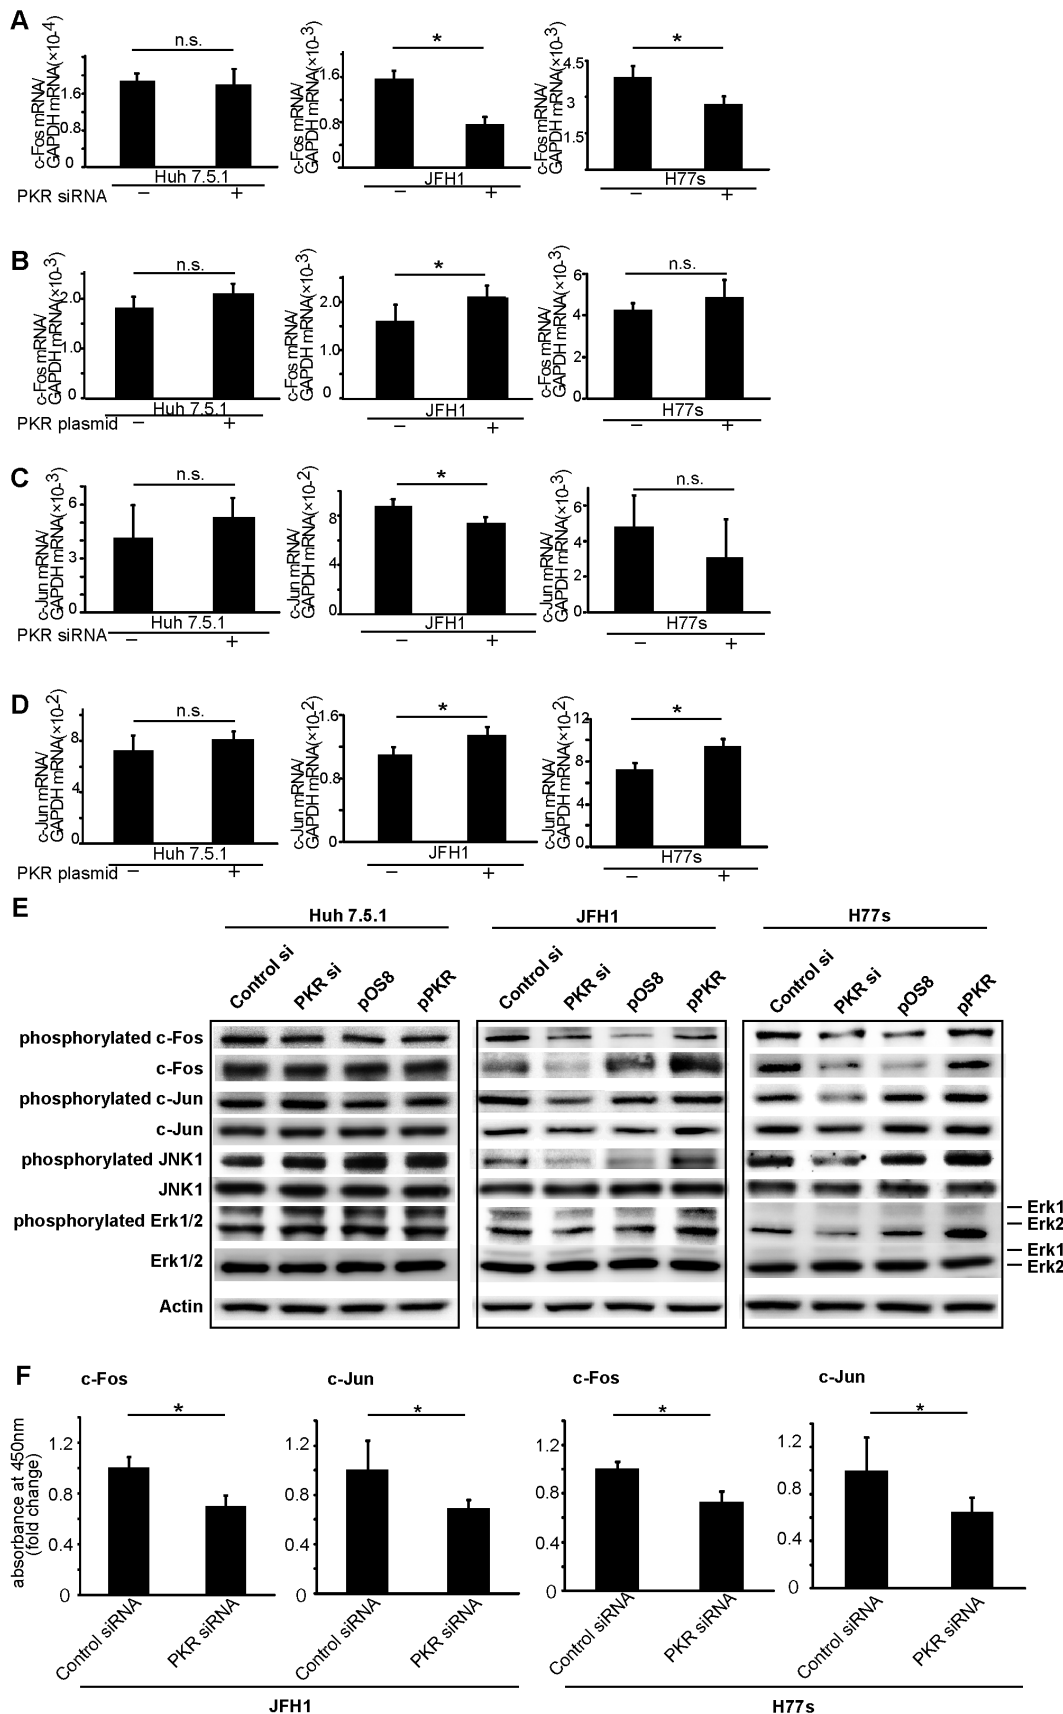 A
c-Fos mRNA/
GAPDH mRNA(×10-4)
1.6
0.8
0
n.s.
Huh 7.5.1
PKR siRNA
− +
c-Fos mRNA/
GAPDH mRNA(×10-3)
1.6
0.8
0
*
JFH1
− +
c-Fos mRNA/
GAPDH mRNA(×10-3)
4.5
3
1.5
*
H77s
− +
B
c-Fos mRNA/
GAPDH mRNA(×10-3)
2.0
1.0
0
n.s.
Huh 7.5.1
PKR plasmid
− +
c-Fos mRNA/
GAPDH mRNA(×10-3)
2.0
1.0
0
*
JFH1
− +
c-Fos mRNA/
GAPDH mRNA(×10-3)
6
4
2
0
n.s.
H77s
− +
C
c-Jun mRNA/
GAPDH mRNA(×10-3)
6
3
0
n.s.
Huh 7.5.1
PKR siRNA
− +
c-Jun mRNA/
GAPDH mRNA(×10-2)
8
4
0
*
JFH1
− +
c-Jun mRNA/
GAPDH mRNA(×10-3)
6
4
2
0
n.s.
H77s
− +
D
c-Jun mRNA/
GAPDH mRNA(×10-2)
8
4
0
n.s.
Huh 7.5.1
PKR plasmid
− +
c-Jun mRNA/
GAPDH mRNA(×10-2)
1.6
0.8
0
*
JFH1
− +
c-Jun mRNA/
GAPDH mRNA(×10-2)
12
8
4
0
*
H77s
− +
E
Huh 7.5.1 JFH1 H77s
Control si PKR si pOS8 pPKR Control si PKR si pOS8 pPKR Control si PKR si pOS8 pPKR
phosphorylated c-Fos
c-Fos
phosphorylated c-Jun
c-Jun
phosphorylated JNK1
JNK1
phosphorylated Erk1/2
Erk1/2
Actin
Erk1
Erk2
Erk1
Erk2
F
absorbance at 450nm
(fold change)
c-Fos
1.2
0.8
0.4
0
*
Control siRNA PKR siRNA
c-Jun
1.2
0.8
0.4
0
*
Control siRNA PKR siRNA
JFH1
c-Fos
1.2
0.8
0.4
0
*
Control siRNA PKR siRNA
c-Jun
1.2
0.8
0.4
0
*
Control siRNA PKR siRNA
H77s